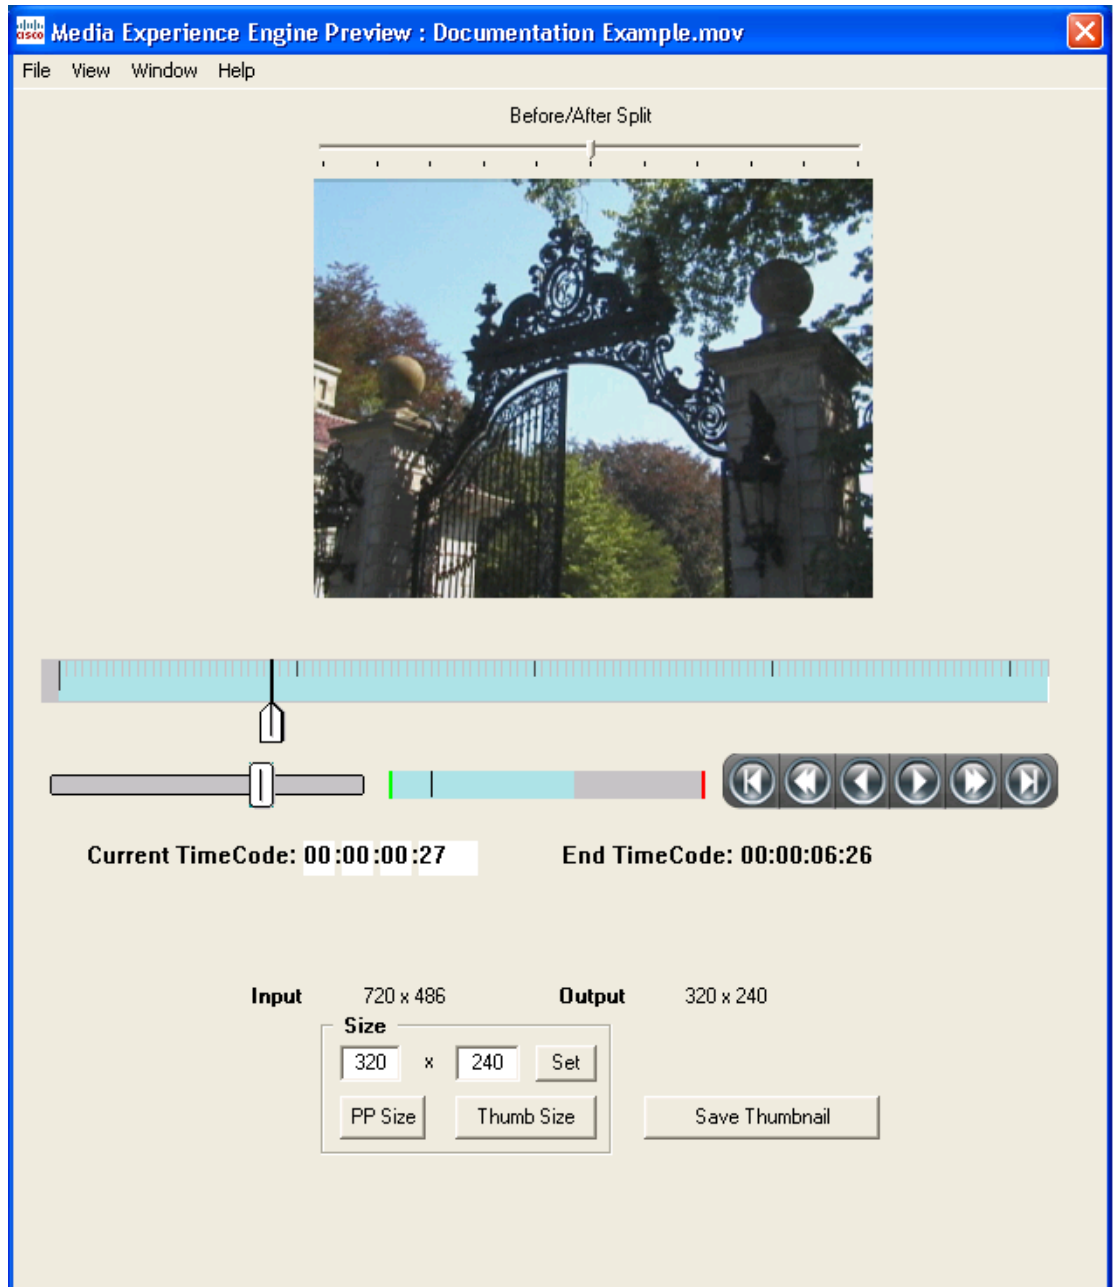 cisco Media Experience Engine Preview : Documentation Example.mov
File View Window Help
Before/After Split
Current TimeCode: 00:00:00:27 End TimeCode: 00:00:06:26
Input 720 x 486 Output 320 x 240
Size
320 x 240 Set
PP Size Thumb Size Save Thumbnail